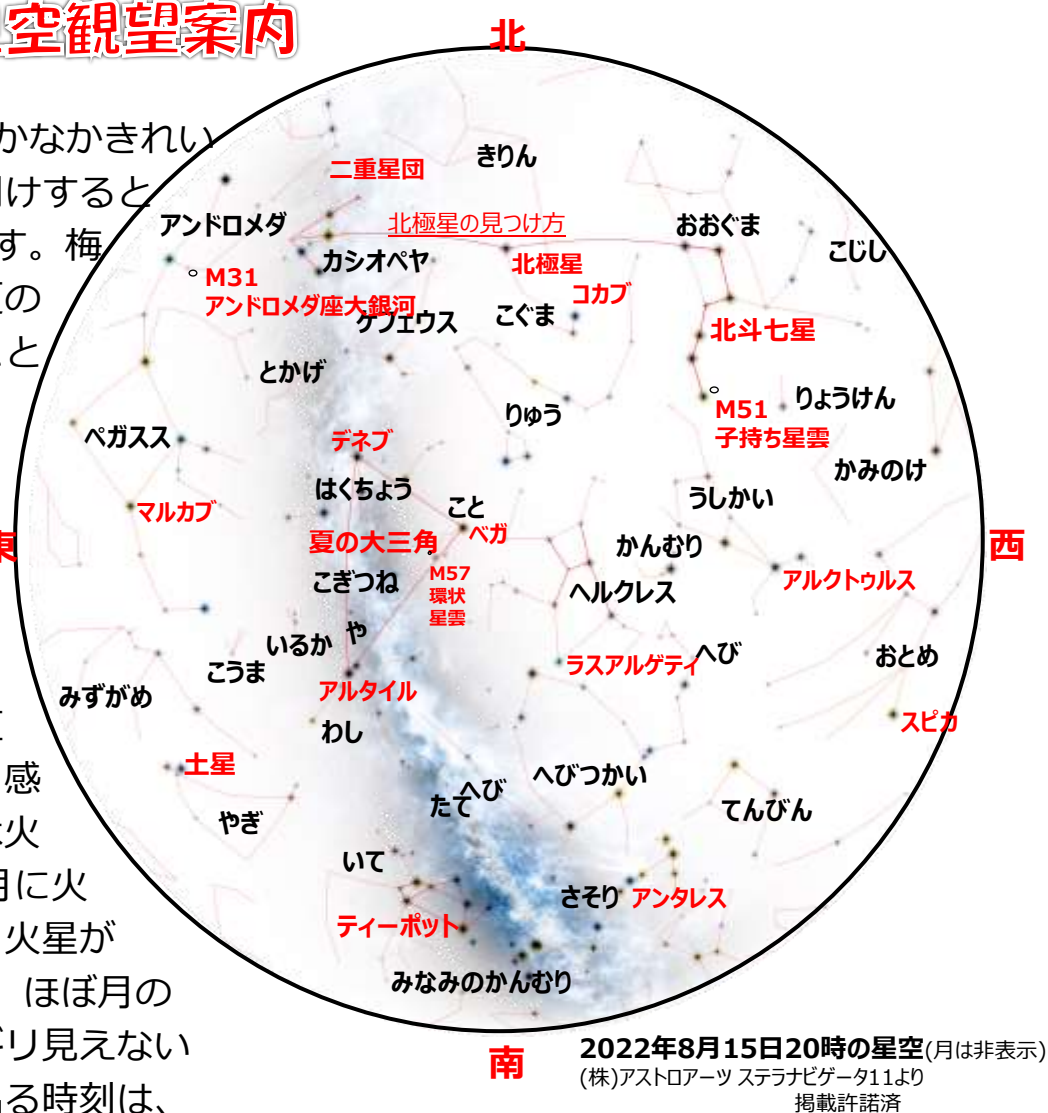 空観望案内
北
かなかきれい
けすると
す。梅
の
と
二重星団
きりん
アンドロメダ
北極星の見つけ方
おおぐま
こじし
カシオペヤ
北極星
M31
アンドロメダ座大銀河
コカブ
ケフェウス
こぐま
北斗七星
とかげ
りゅう
M51
子持ち星雲
りょうけん
ペガスス
デネブ
かみのけ
はくちょう
こと
うしかい
マルカブ
夏の大三角
ベガ
かんむり
東
西
こぎつね
M57
環状
星雲
ヘルクレス
アルクトゥルス
いるか
や
こうま
ラスアルゲティ
へび
おとめ
みずがめ
アルタイル
わし
スピカ
土星
感
へびつかい
へび
たて
てんびん
やぎ
火
いて
月に火
さそり
アンタレス
ティーポット
火星が
みなみのかんむり
ほぼ月の
リ見えない
南
2022年8月15日20時の星空(月は非表示)
(株)アストロアーツ ステラナビゲータ11より
掲載許諾済
る時刻は、